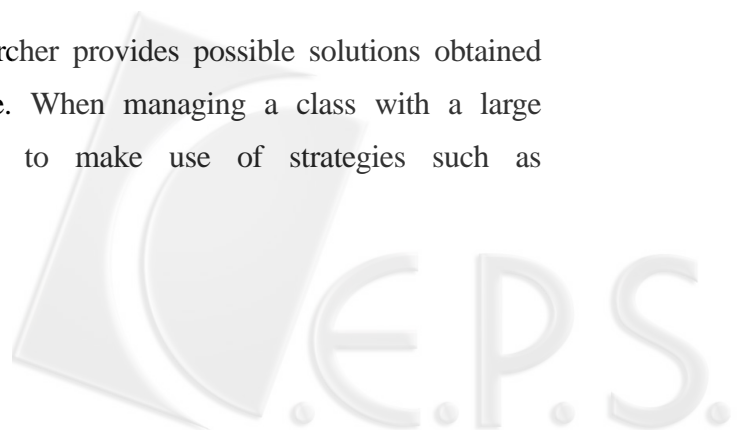 rcher provides possible solutions obtained
e. When managing a class with a large
to make use of strategies such as
C.E.P.S.